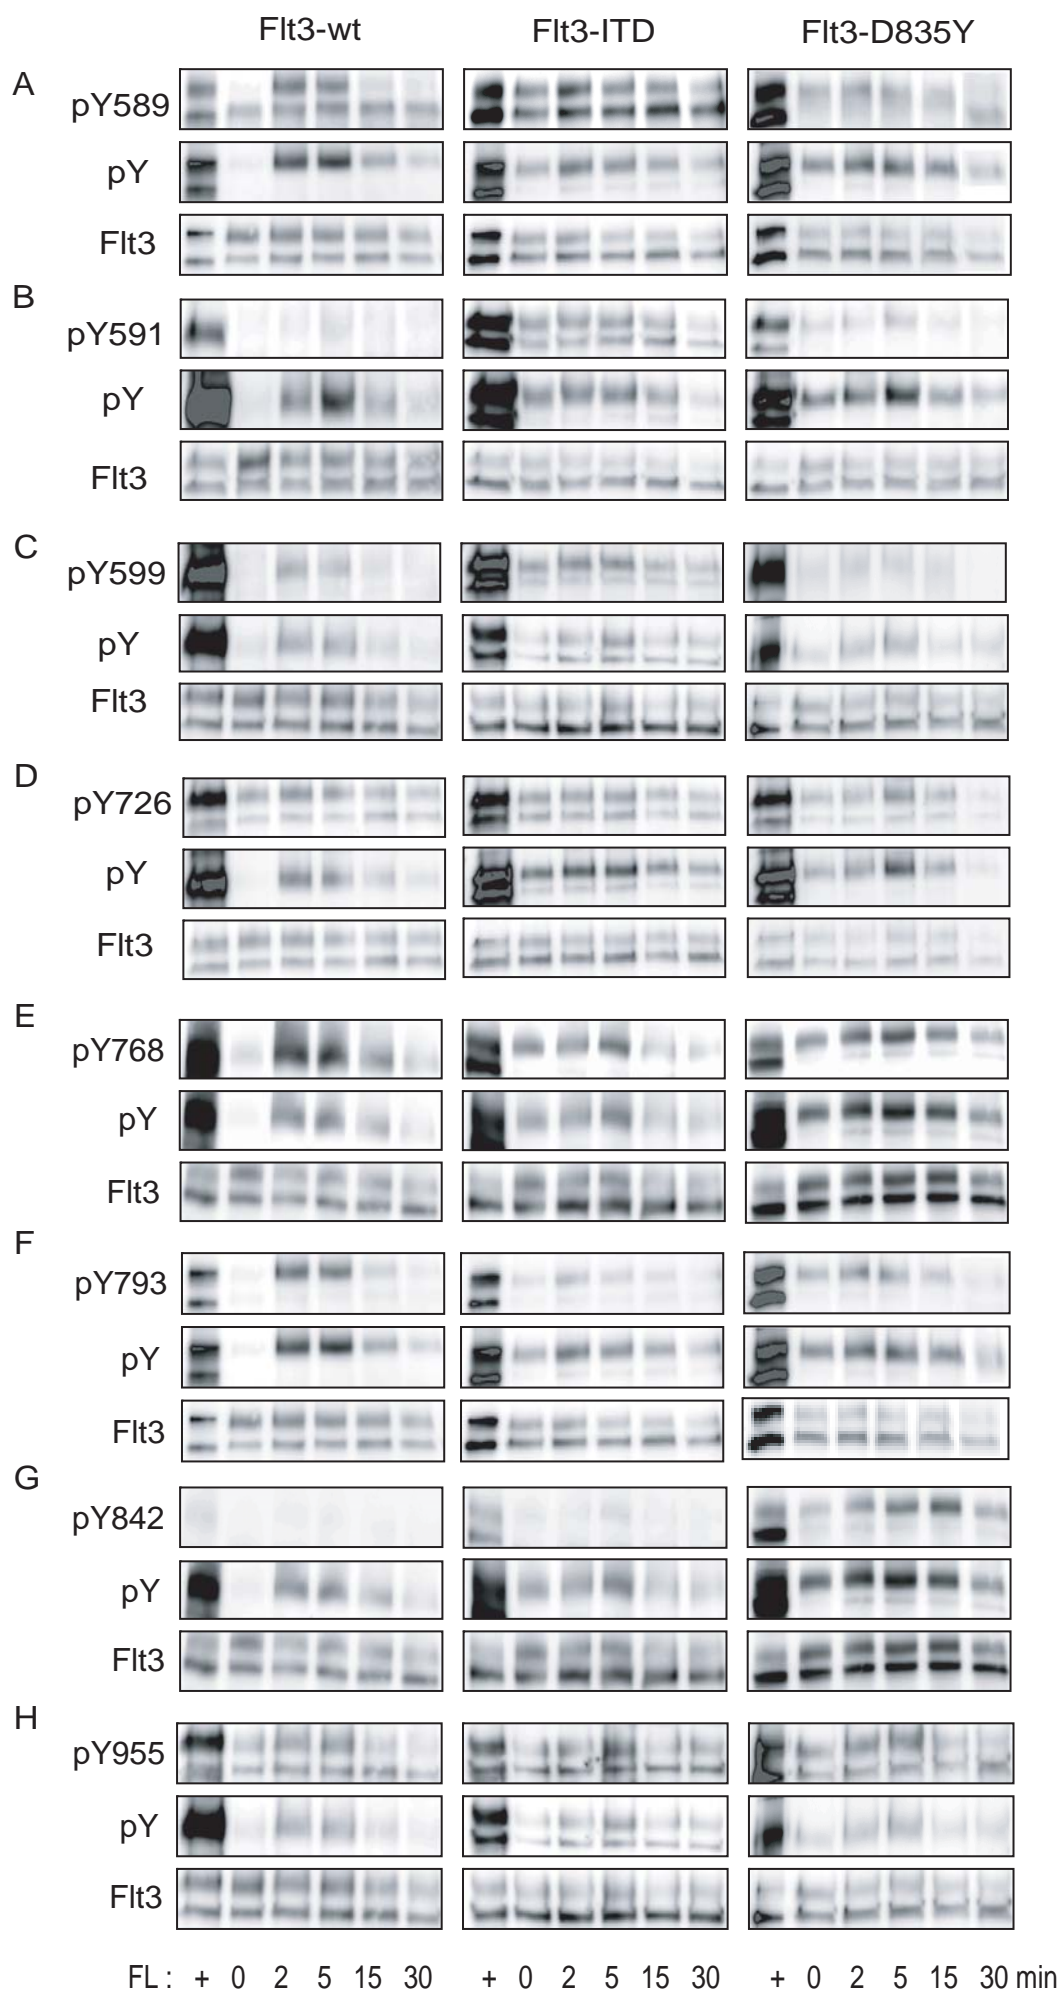 Flt3-wt Flt3-ITD Flt3-D835Y
A
pY589
pY
Flt3
B
pY591
pY
Flt3
C
pY599
pY
Flt3
D
pY726
pY
Flt3
E
pY768
pY
Flt3
F
pY793
pY
Flt3
G
pY842
pY
Flt3
H
pY955
pY
Flt3
FL : + 0 2 5 15 30 + 0 2 5 15 30 + 0 2 5 15 30 min